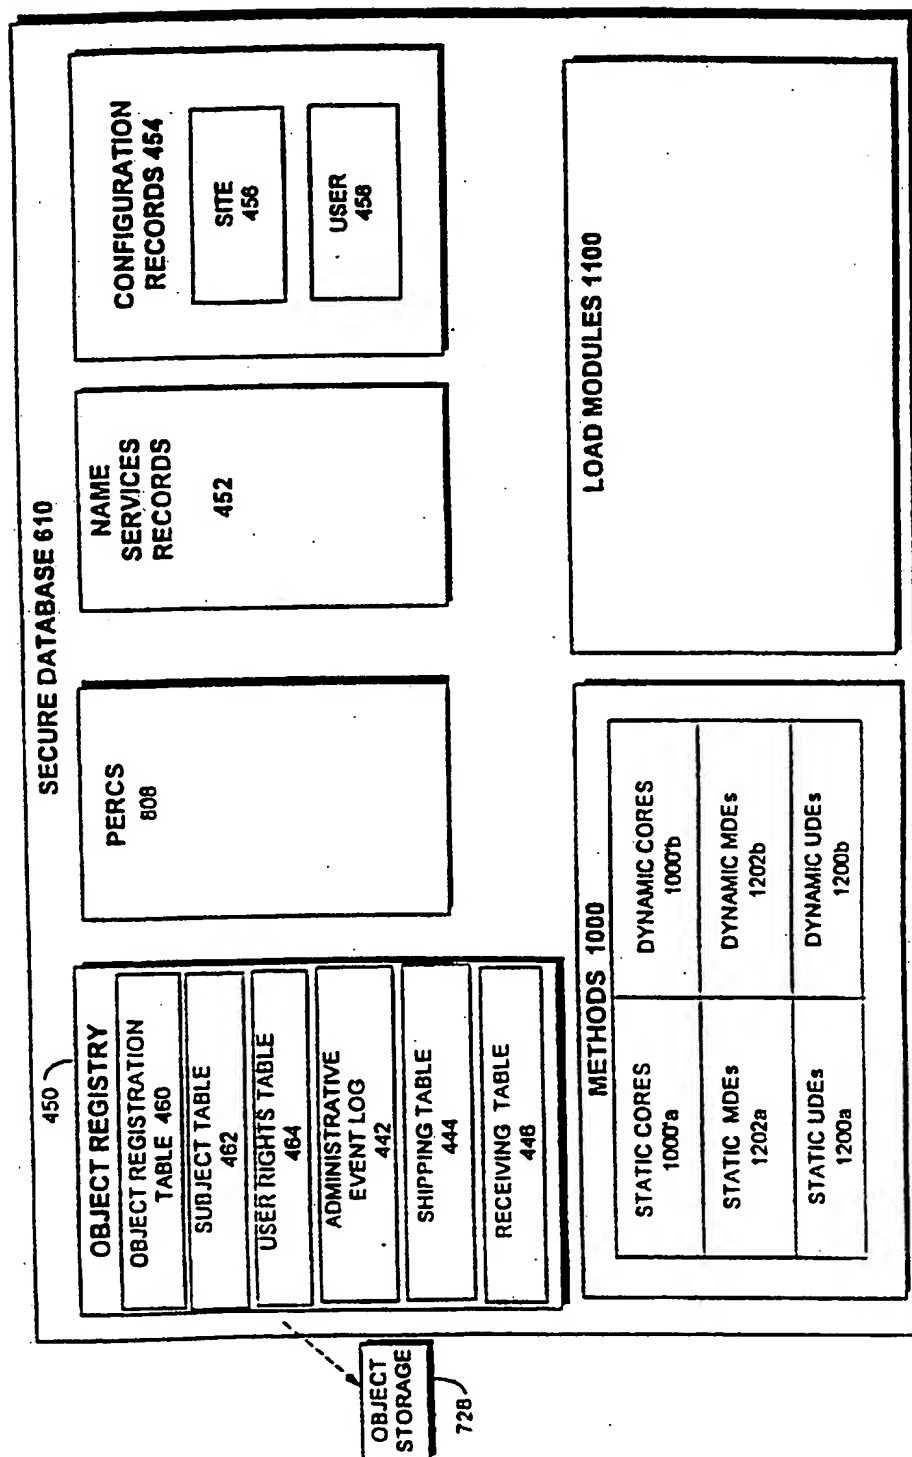 SECURE DATABASE 610
450
OBJECT REGISTRY
OBJECT REGISTRATION
TABLE 460
SUBJECT TABLE
462
USER RIGHTS TABLE
464
ADMINISTRATIVE
EVENT LOG
442
SHIPPING TABLE
444
RECEIVING TABLE
446
OBJECT
STORAGE
728
PERCS
808
NAME
SERVICES
RECORDS
452
CONFIGURATION
RECORDS 454
SITE
456
USER
458
METHODS 1000
STATIC CORES
1000'a
DYNAMIC CORES
1000'b
STATIC MDEs
1202a
DYNAMIC MDEs
1202b
STATIC UDEs
1200a
DYNAMIC UDEs
1200b
LOAD MODULES 1100